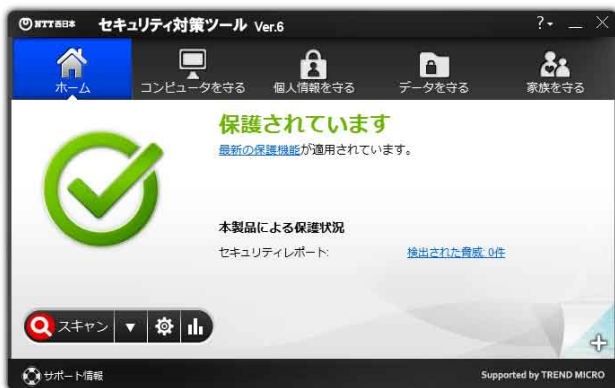 NTT西日本 セキュリティ対策ツール Ver.6
ホーム コンピュータを守る 個人情報を守る データを守る 家族を守る
保護されています
最新の保護機能が適用されています。
本製品による保護状況
セキュリティレポート: 検出された脅威: 0件
スキャン
サポート情報 Supported by TREND MICRO